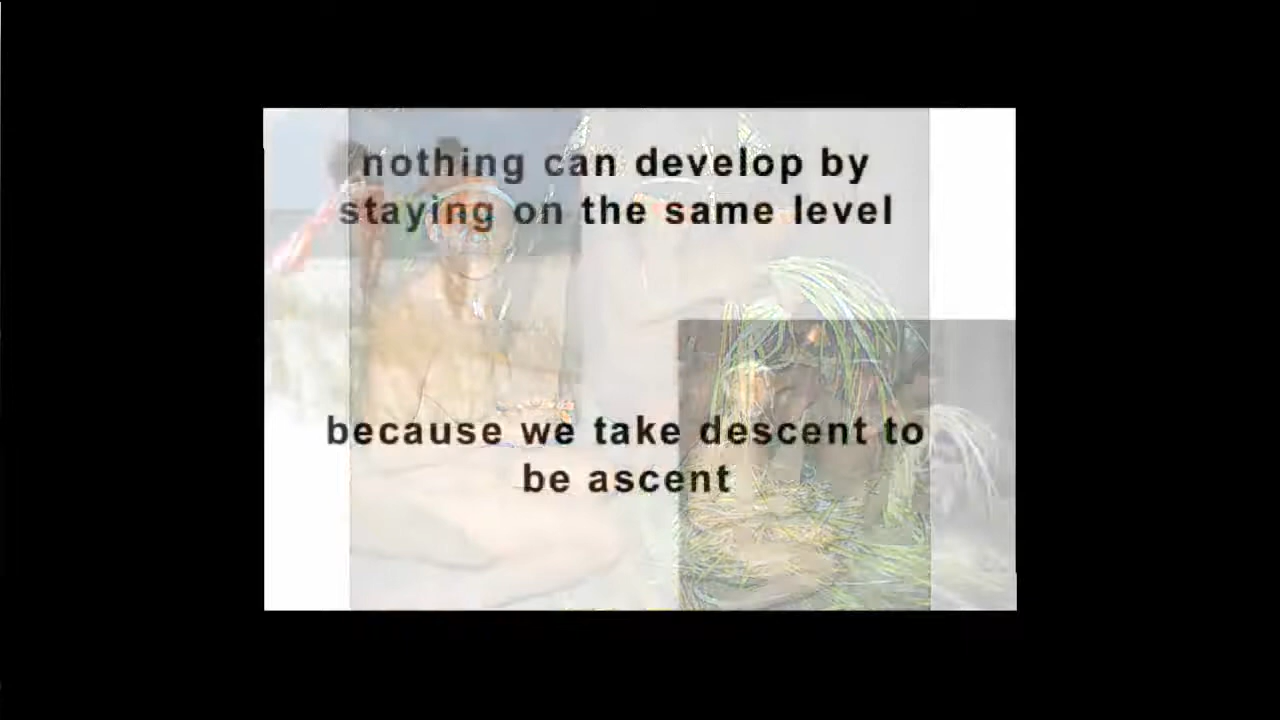 nothing can develop by
staying on the same level
because we take descent to
be ascent